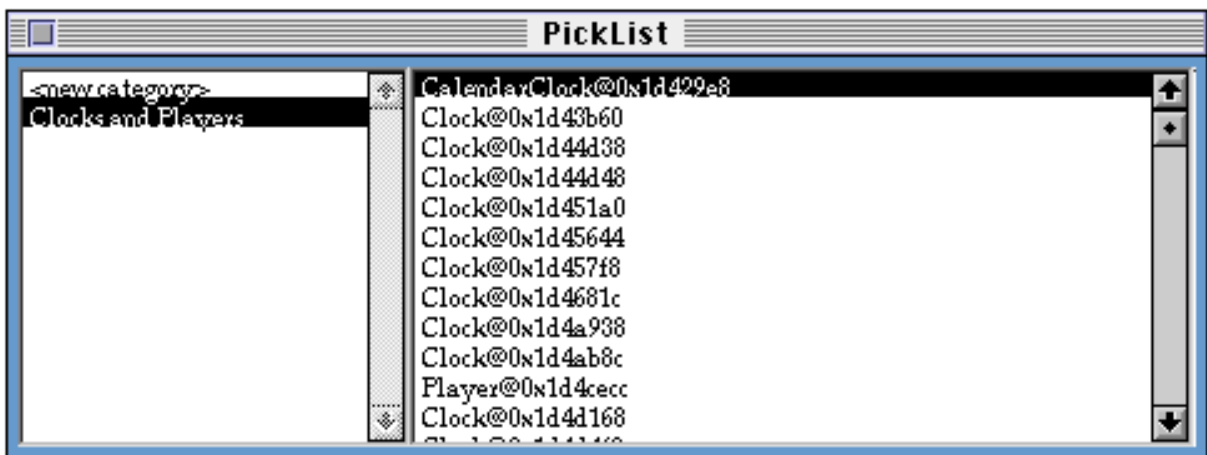 PickList
<new category>
Clocks and Players
CalendarClock@0x1d429e8
Clock@0x1d43b60
Clock@0x1d44d38
Clock@0x1d44d48
Clock@0x1d451a0
Clock@0x1d45644
Clock@0x1d457f8
Clock@0x1d4681c
Clock@0x1d4a938
Clock@0x1d4ab8c
Player@0x1d4cecc
Clock@0x1d4d168